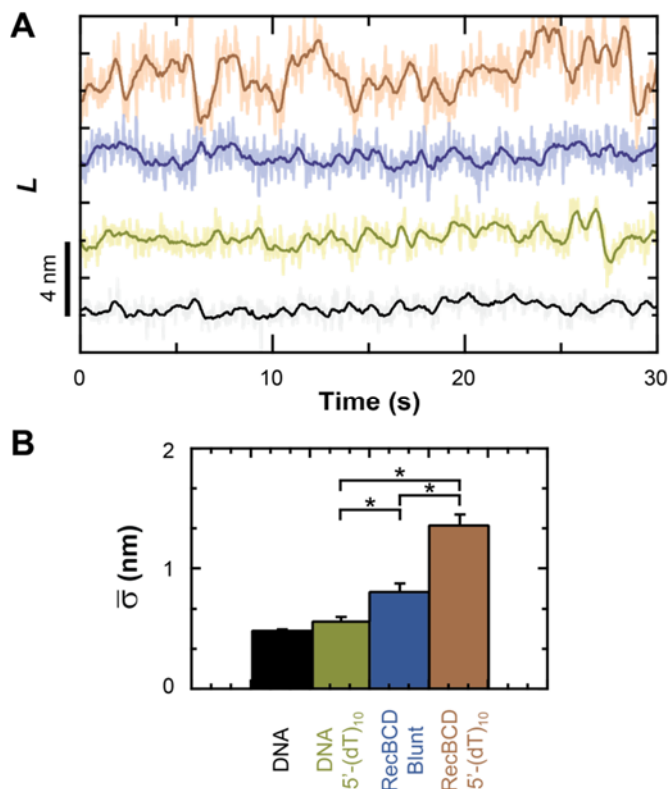 A
L
4 nm
0 10 20 30
Time (s)
B
2
1
0
σ̅ (nm)
*
* *
DNA
DNA
5'-(dT)₁₀
RecBCD
Blunt
RecBCD
5'-(dT)₁₀